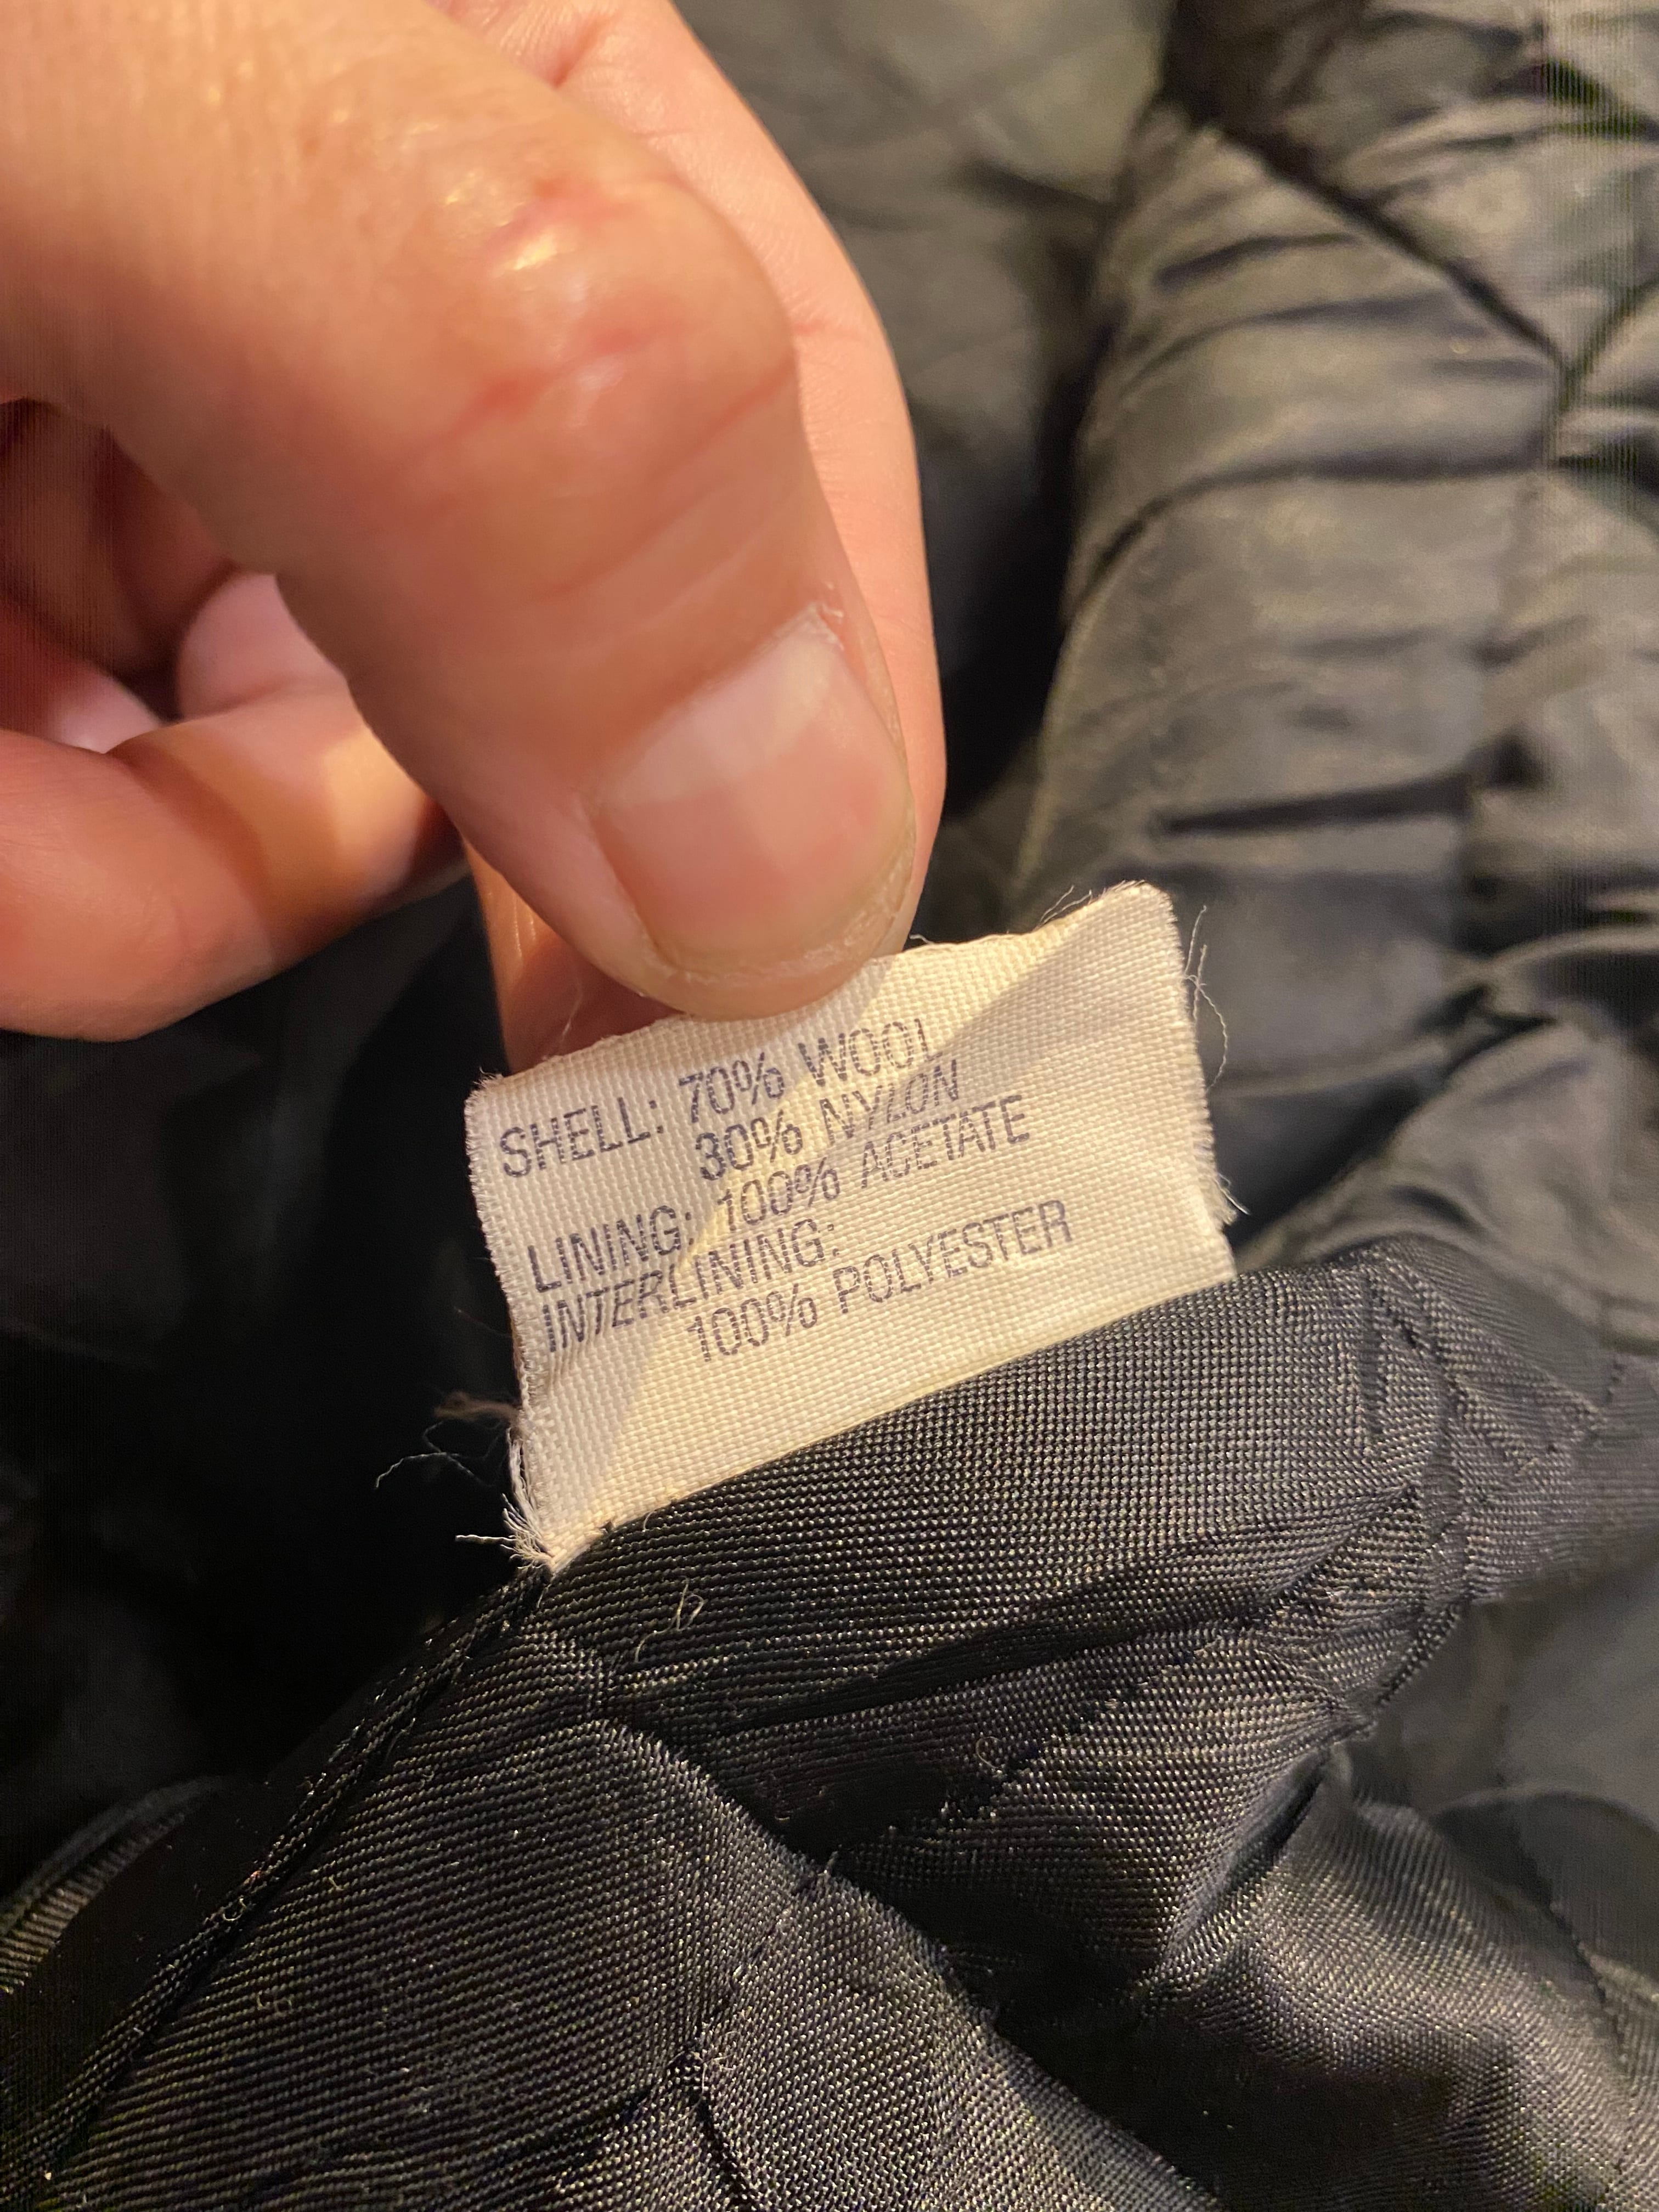 SHELL: 70% WOOL
30% NYLON
LINING: 100% ACETATE
INTERLINING:
100% POLYESTER